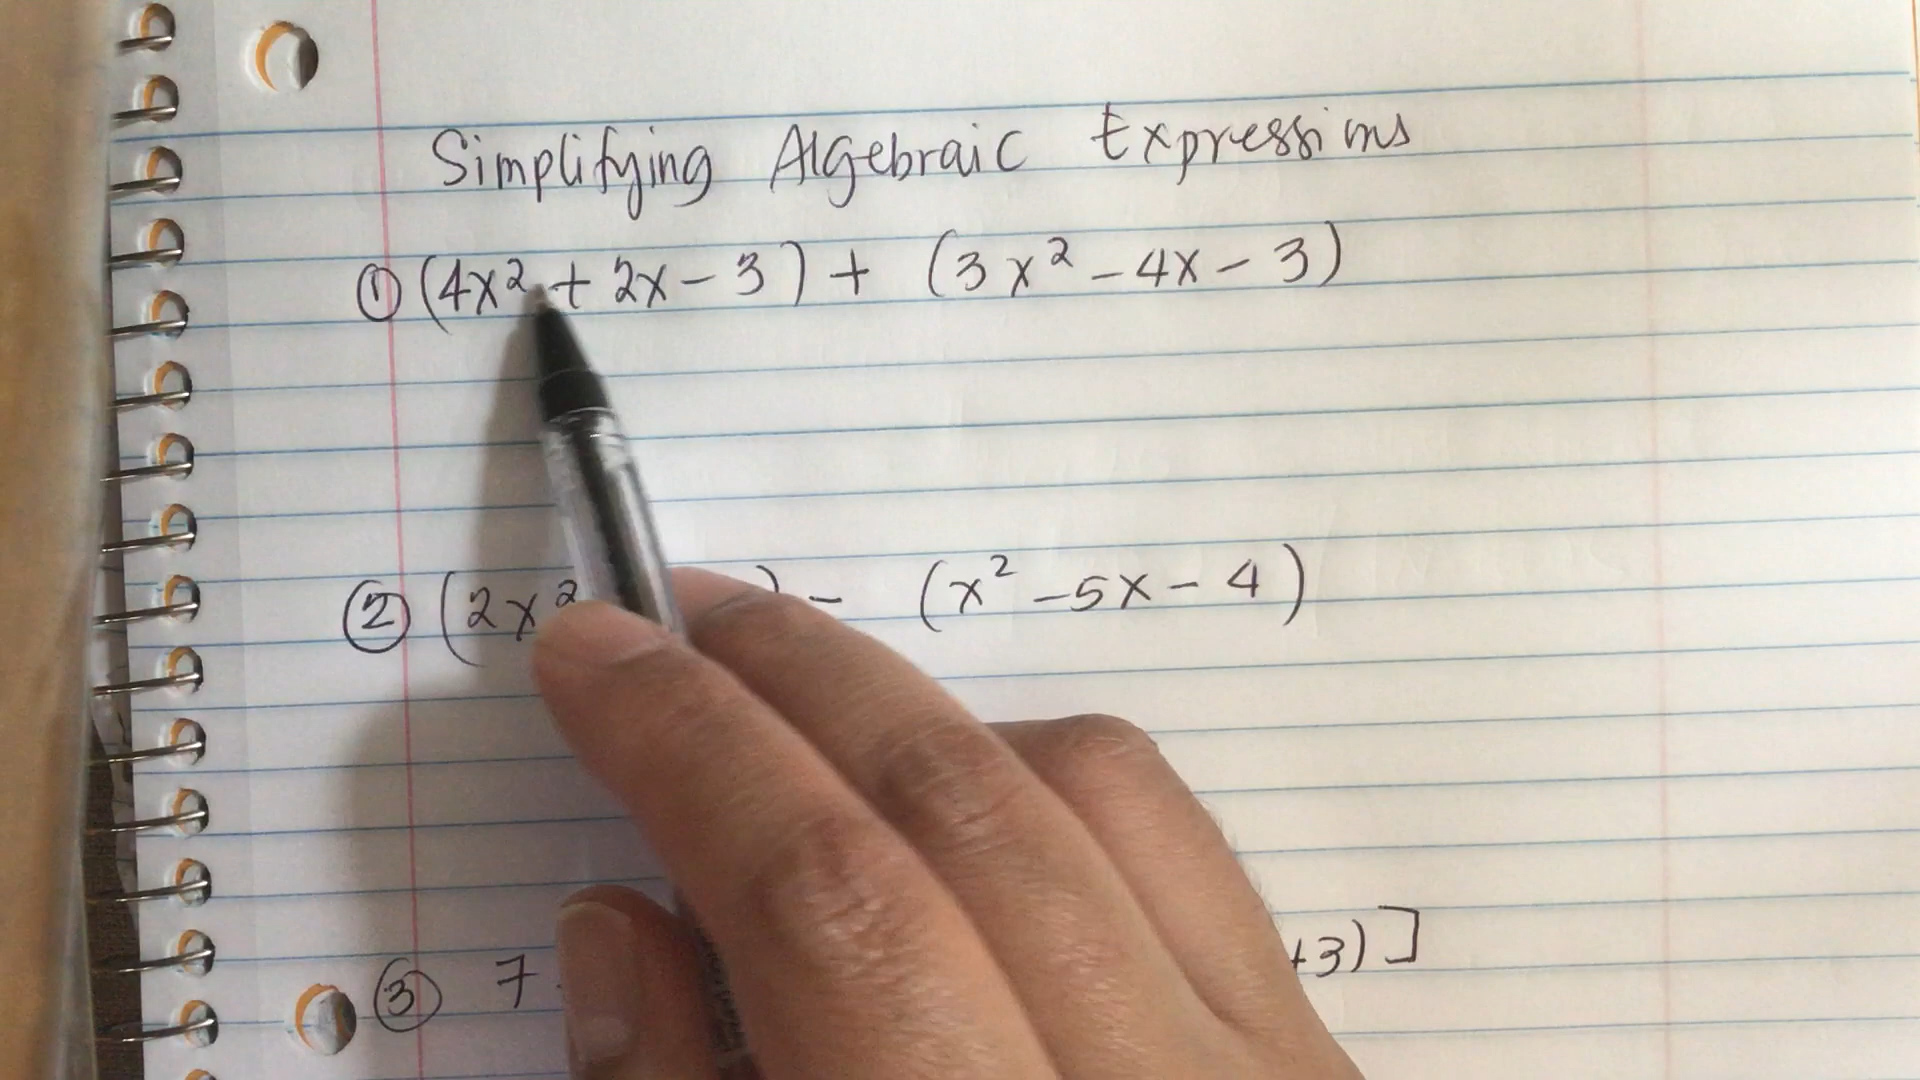 Simplifying Algebraic Expressions
① (4x² + 2x - 3) + (3x² - 4x - 3)
② (2x² ) - (x² - 5x - 4)
③ 7 +3)]